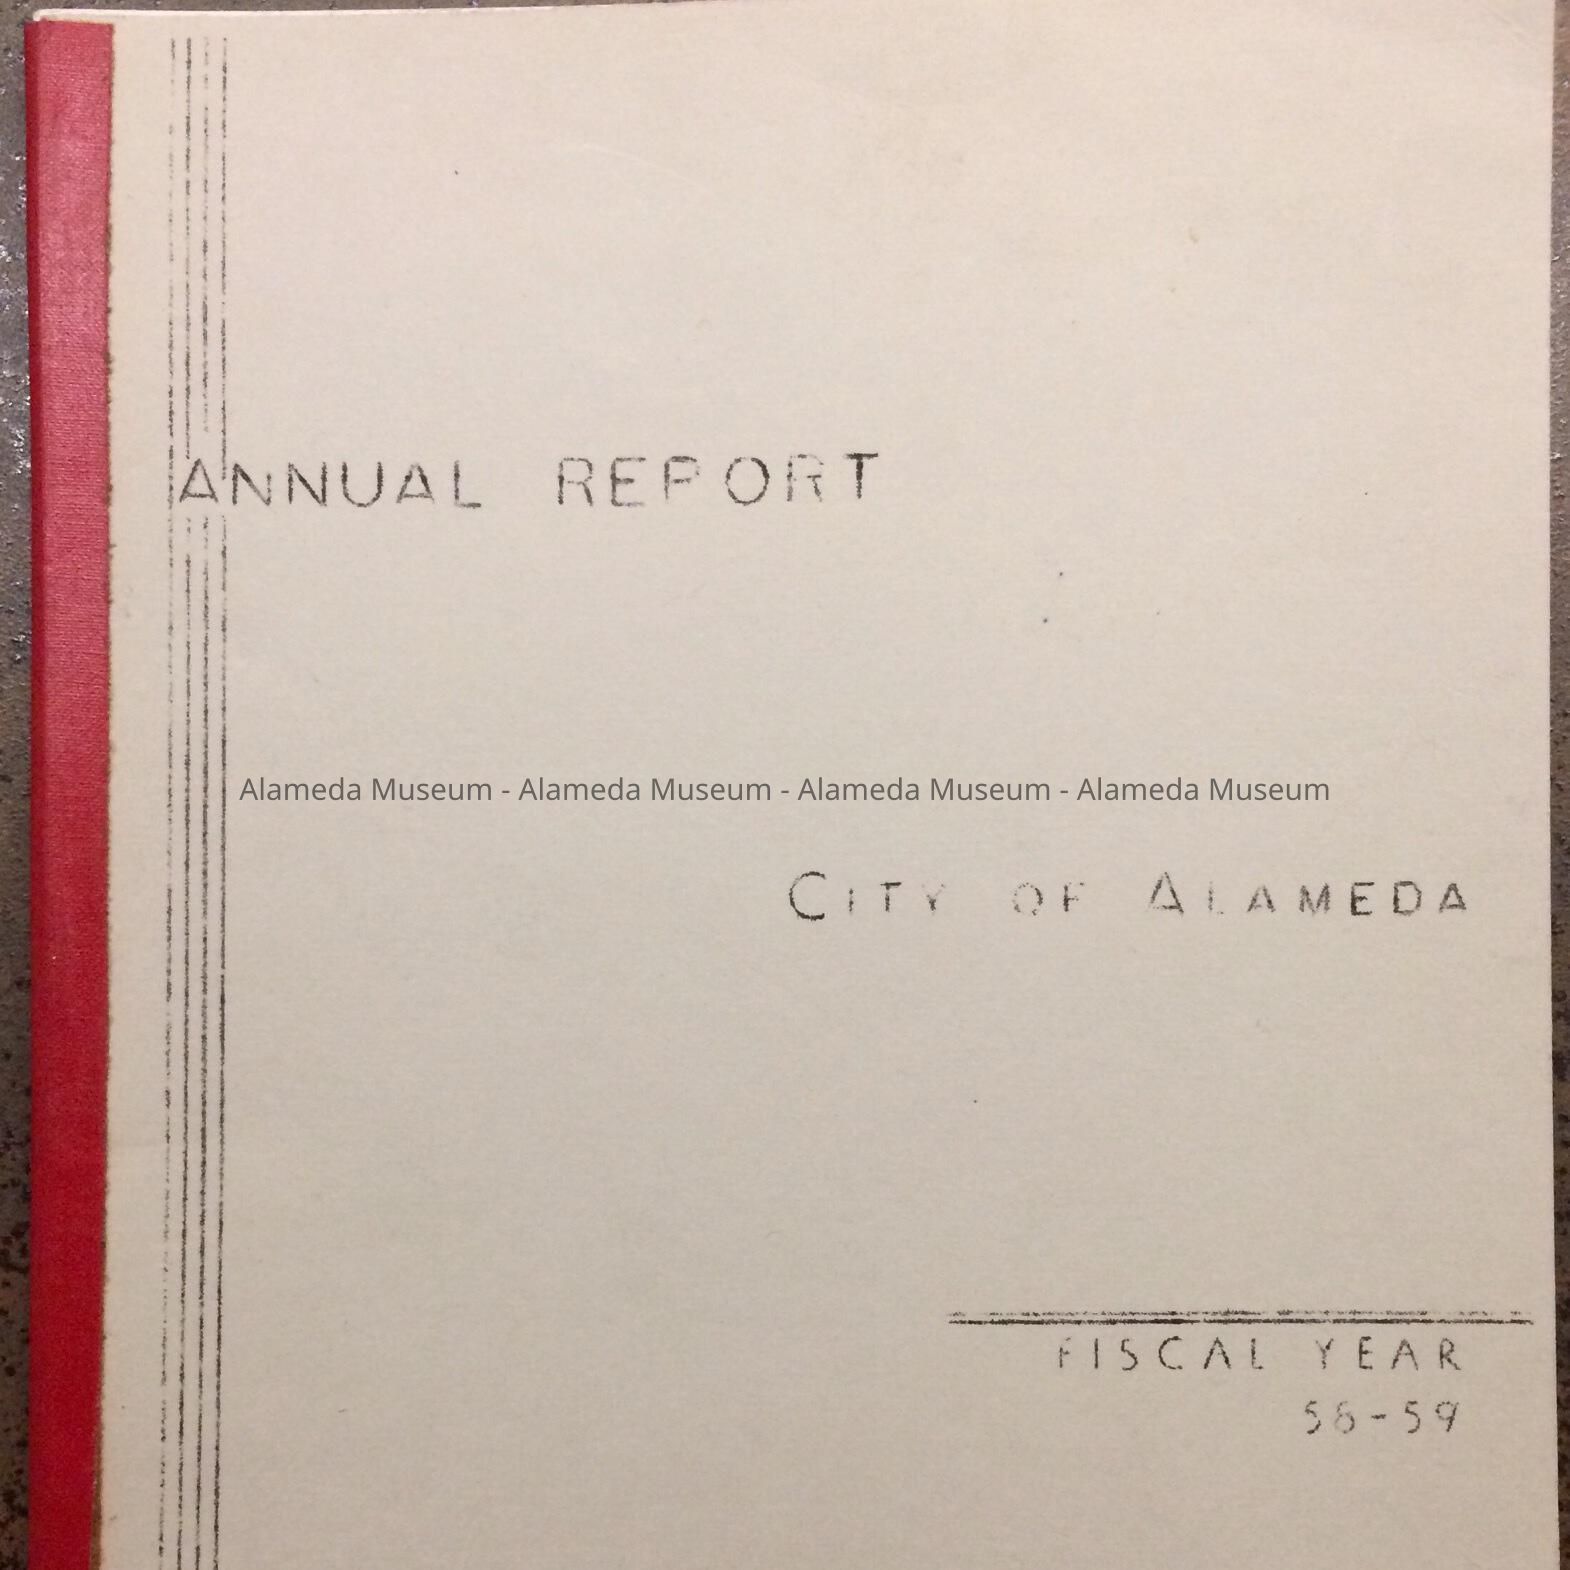 ANNUAL REPORT
Alameda Museum - Alameda Museum - Alameda Museum - Alameda Museum
CITY OF ALAMEDA
FISCAL YEAR
58-59